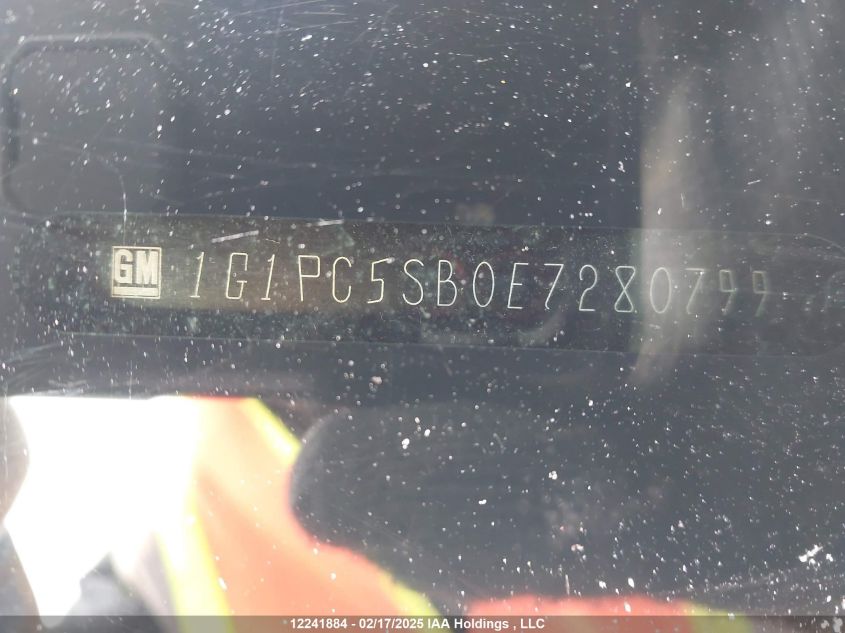 GM 1G1PC5SB0E7280799
12241884 - 02/17/2025 IAA Holdings , LLC